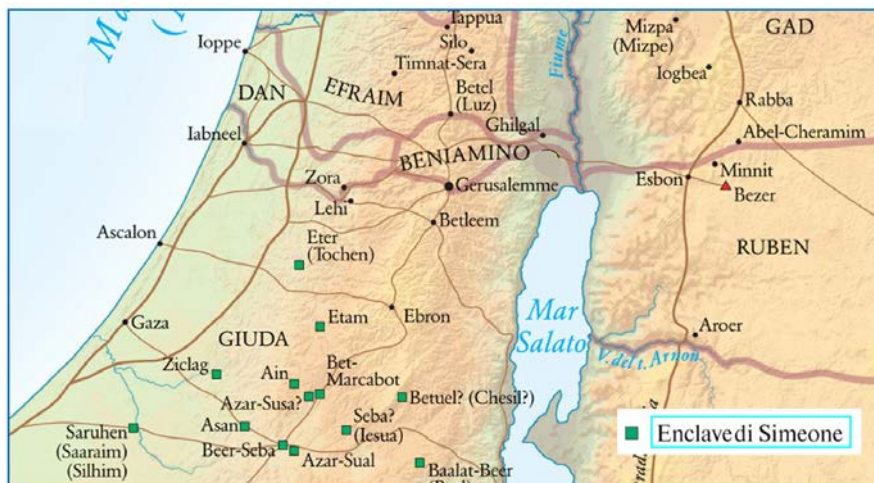 Ma
(
Ioppe
Tappua
Silo
Timnat-Sera
Fiume
Mizpa
(Mizpe)
GAD
Iogbea
DAN
EFRAIM
Betel
(Luz)
Rabba
Iabneel
Ghilgal
Abel-Cheramim
BENIAMINO
Minnit
Zora
Gerusalemme
Esbon
Bezer
Lehi
Betleem
Ascalon
Eter
(Tochen)
RUBEN
Etam
Ebron
Mar
Salato
Gaza
GIUDA
Aroer
V. del t. Arnon
Ziclag
Ain
Bet-
Marcabot
Azar-Susa?
Betuel? (Chesil?)
Asan
Seba?
(Iesua)
Saruhen
(Saaraim)
(Silhim)
Beer-Seba
Azar-Sual
Baalat-Beer
Enclave di Simeone